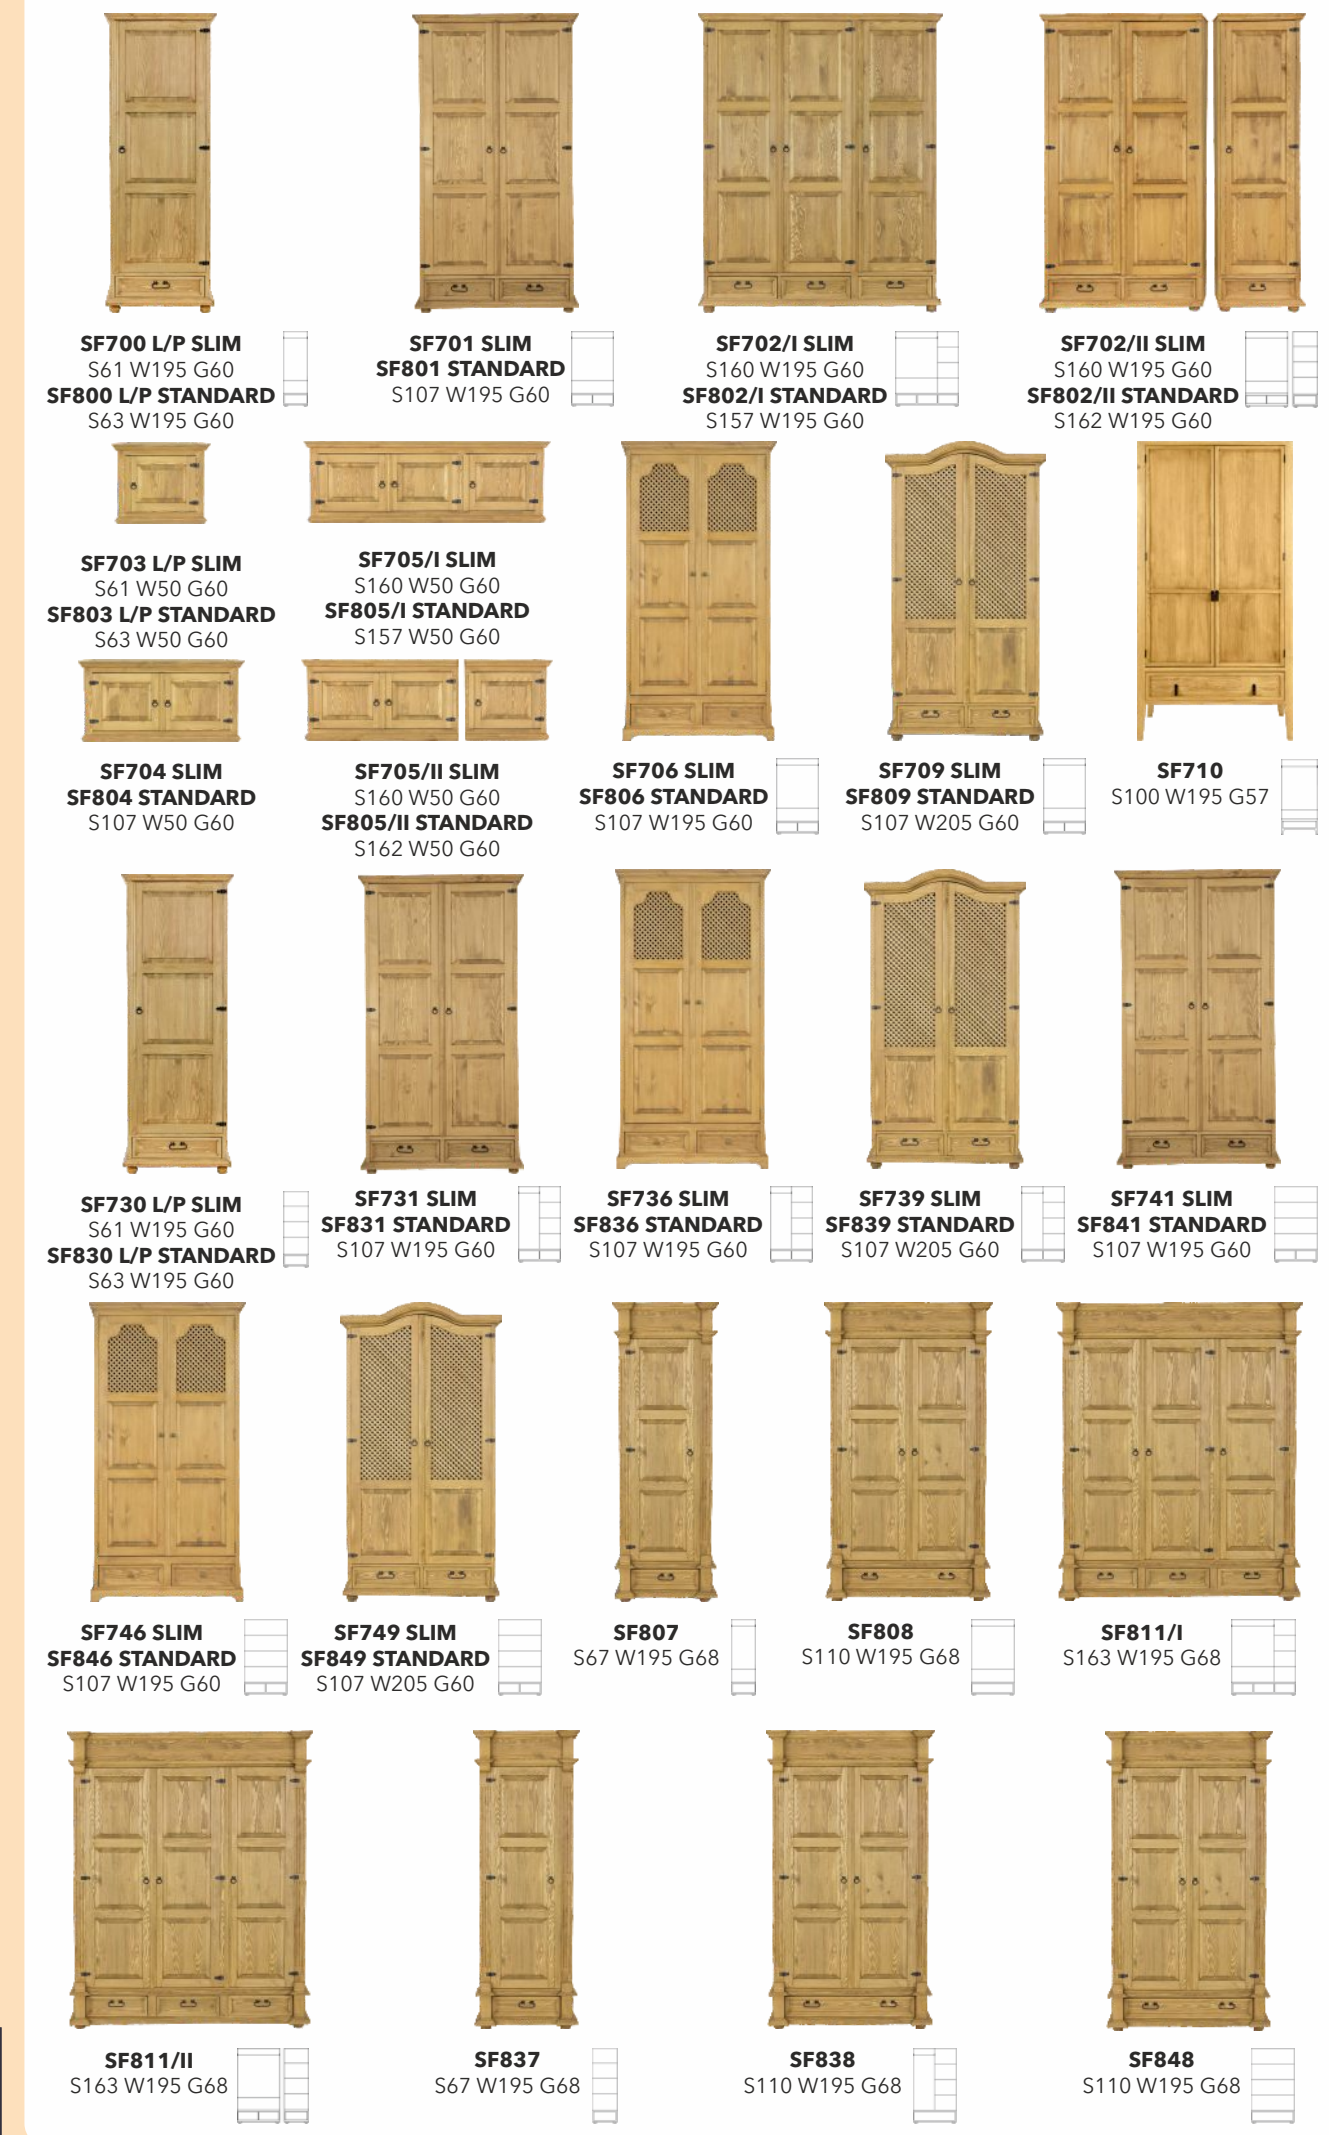 SF700 L/P SLIM
S61 W195 G60
SF800 L/P STANDARD
S63 W195 G60
SF701 SLIM
SF801 STANDARD
S107 W195 G60
SF702/I SLIM
S160 W195 G60
SF802/I STANDARD
S157 W195 G60
SF702/II SLIM
S160 W195 G60
SF802/II STANDARD
S162 W195 G60
SF703 L/P SLIM
S61 W50 G60
SF803 L/P STANDARD
S63 W50 G60
SF705/I SLIM
S160 W50 G60
SF805/I STANDARD
S157 W50 G60
SF704 SLIM
SF804 STANDARD
S107 W50 G60
SF705/II SLIM
S160 W50 G60
SF805/II STANDARD
S162 W50 G60
SF706 SLIM
SF806 STANDARD
S107 W195 G60
SF709 SLIM
SF809 STANDARD
S107 W205 G60
SF710
S100 W195 G57
SF730 L/P SLIM
S61 W195 G60
SF830 L/P STANDARD
S63 W195 G60
SF731 SLIM
SF831 STANDARD
S107 W195 G60
SF736 SLIM
SF836 STANDARD
S107 W195 G60
SF739 SLIM
SF839 STANDARD
S107 W205 G60
SF741 SLIM
SF841 STANDARD
S107 W195 G60
SF746 SLIM
SF846 STANDARD
S107 W195 G60
SF749 SLIM
SF849 STANDARD
S107 W205 G60
SF807
S67 W195 G68
SF808
S110 W195 G68
SF811/I
S163 W195 G68
SF811/II
S163 W195 G68
SF837
S67 W195 G68
SF838
S110 W195 G68
SF848
S110 W195 G68